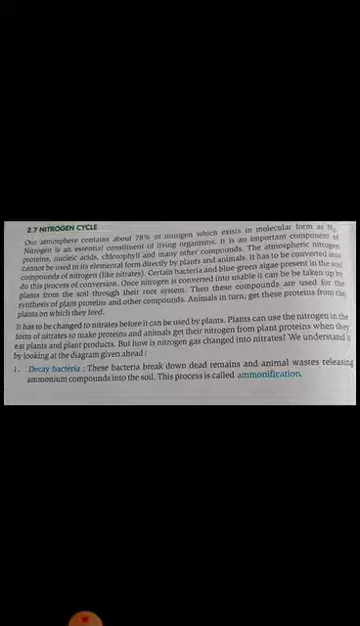 2.7 NITROGEN CYCLE
Our atmosphere contains about 78% of nitrogen which exists in molecular form as N₂.
Nitrogen is an essential constituent of living organisms. It is an important component of
proteins, nucleic acids, chlorophyll and many other compounds. The atmospheric nitrogen
cannot be used in its elemental form directly by plants and animals. It has to be converted into
compounds of nitrogen (like nitrates). Certain bacteria and blue-green algae present in the soil
do this process of conversion. Once nitrogen is converted into usable it can be be taken up by
plants from the soil through their root system. Then these compounds are used for the
synthesis of plant proteins and other compounds. Animals in turn, get these proteins from the
plants on which they feed.
It has to be changed to nitrates before it can be used by plants. Plants can use the nitrogen in the
form of nitrates to make proteins and animals get their nitrogen from plant proteins when they
eat plants and plant products. But how is nitrogen gas changed into nitrates? We understand it
by looking at the diagram given ahead :
1. Decay bacteria : These bacteria break down dead remains and animal wastes releasing
ammonium compounds into the soil. This process is called ammonification.